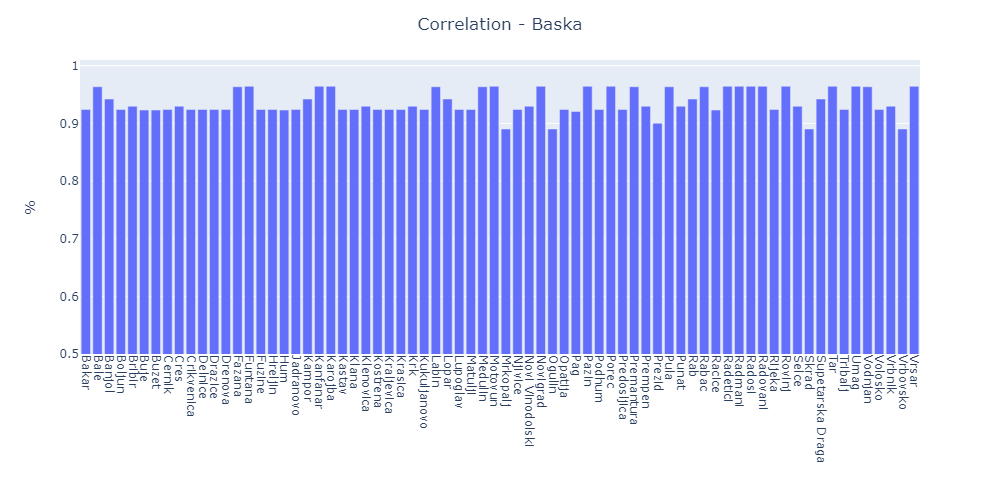 Correlation - Baska
1
0.9
0.8
0.7
0.6
0.5
%
Bakar
Bale
Banjol
Boljun
Bribir
Buje
Buzet
Cernik
Cres
Crikvenica
Delnice
Drazice
Drenova
Fazana
Funtana
Fuzine
Hreljin
Hum
Jadranovo
Kampor
Kanfanar
Karojba
Kastav
Klana
Klenovica
Kostrena
Kraljevica
Krasica
Krk
Kukuljanovo
Labin
Lopar
Lupoglav
Matulji
Medulin
Motovun
Mrkopalj
Njivice
Novi Vinodolski
Novigrad
Ogulin
Opatija
Pag
Pazin
Podhum
Porec
Predosijica
Premantura
Prempen
Prezid
Pula
Punat
Rab
Rabac
Racice
Raketici
Radmani
Radosi
Radovani
Rijeka
Rovinj
Selce
Skrad
Supetarska Draga
Tar
Tribalj
Umag
Vodnjan
Volosko
Vrbnik
Vrbovsko
Vrsar